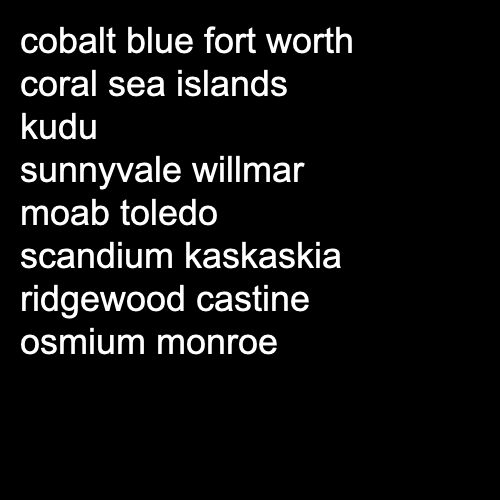 cobalt blue fort worth
coral sea islands
kudu
sunnyvale willmar
moab toledo
scandium kaskaskia
ridgewood castine
osmium monroe